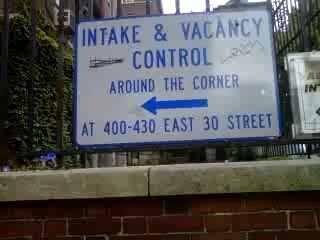 INTAKE & VACANCY
CONTROL
AROUND THE CORNER
AT 400-430 EAST 30 STREET